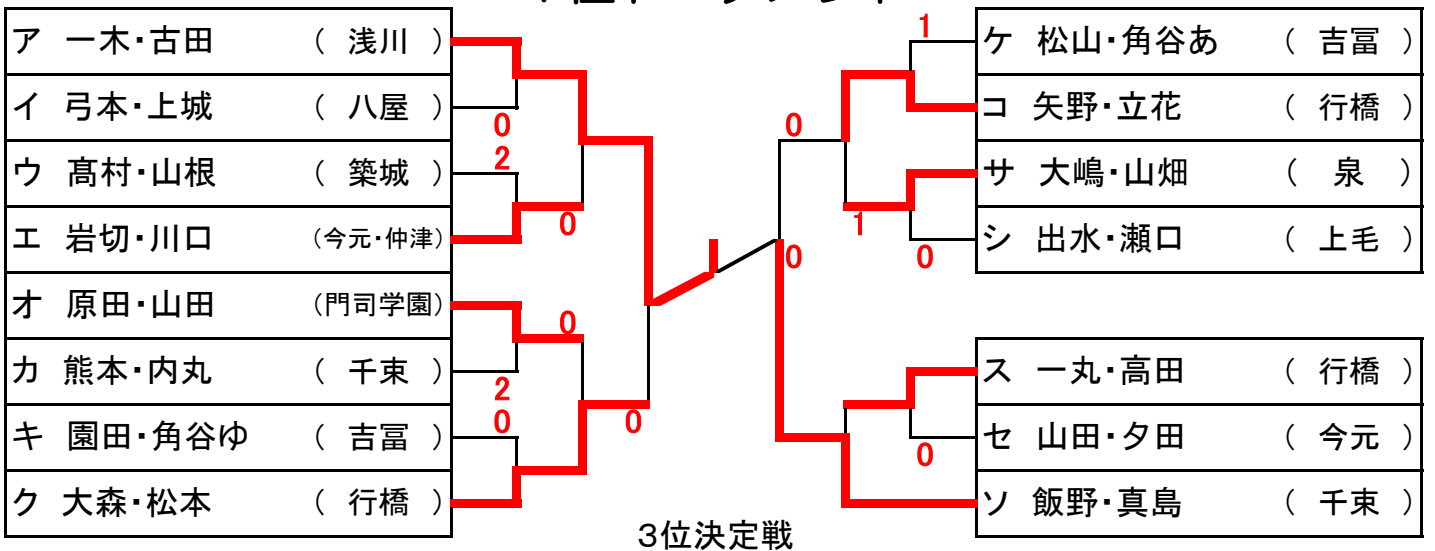 ア 一木・古田 （ 浅川 ）
イ 弓本・上城 （ 八屋 ）
0
ウ 髙村・山根 （ 築城 ）
2
エ 岩切・川口 （今元・仲津）
0
オ 原田・山田 （門司学園）
0
カ 熊本・内丸 （ 千束 ）
2
キ 園田・角谷ゆ （ 吉冨 ）
0
0
ク 大森・松本 （ 行橋 ）
1
ケ 松山・角谷あ （ 吉冨 ）
コ 矢野・立花 （ 行橋 ）
0
サ 大嶋・山畑 （ 泉 ）
1
シ 出水・瀬口 （ 上毛 ）
0
0
ス 一丸・高田 （ 行橋 ）
セ 山田・夕田 （ 今元 ）
0
ソ 飯野・真島 （ 千束 ）
3位決定戦